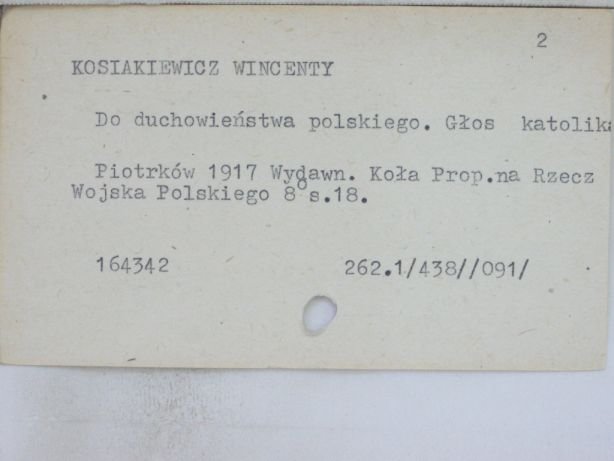 2
KOSIAKIEWICZ WINCENTY
Do duchowieństwa polskiego. Głos katolika
Piotrków 1917 Wydawn. Koła Prop.na Rzecz
Wojska Polskiego 8° s.18.
164342 262.1/438//091/